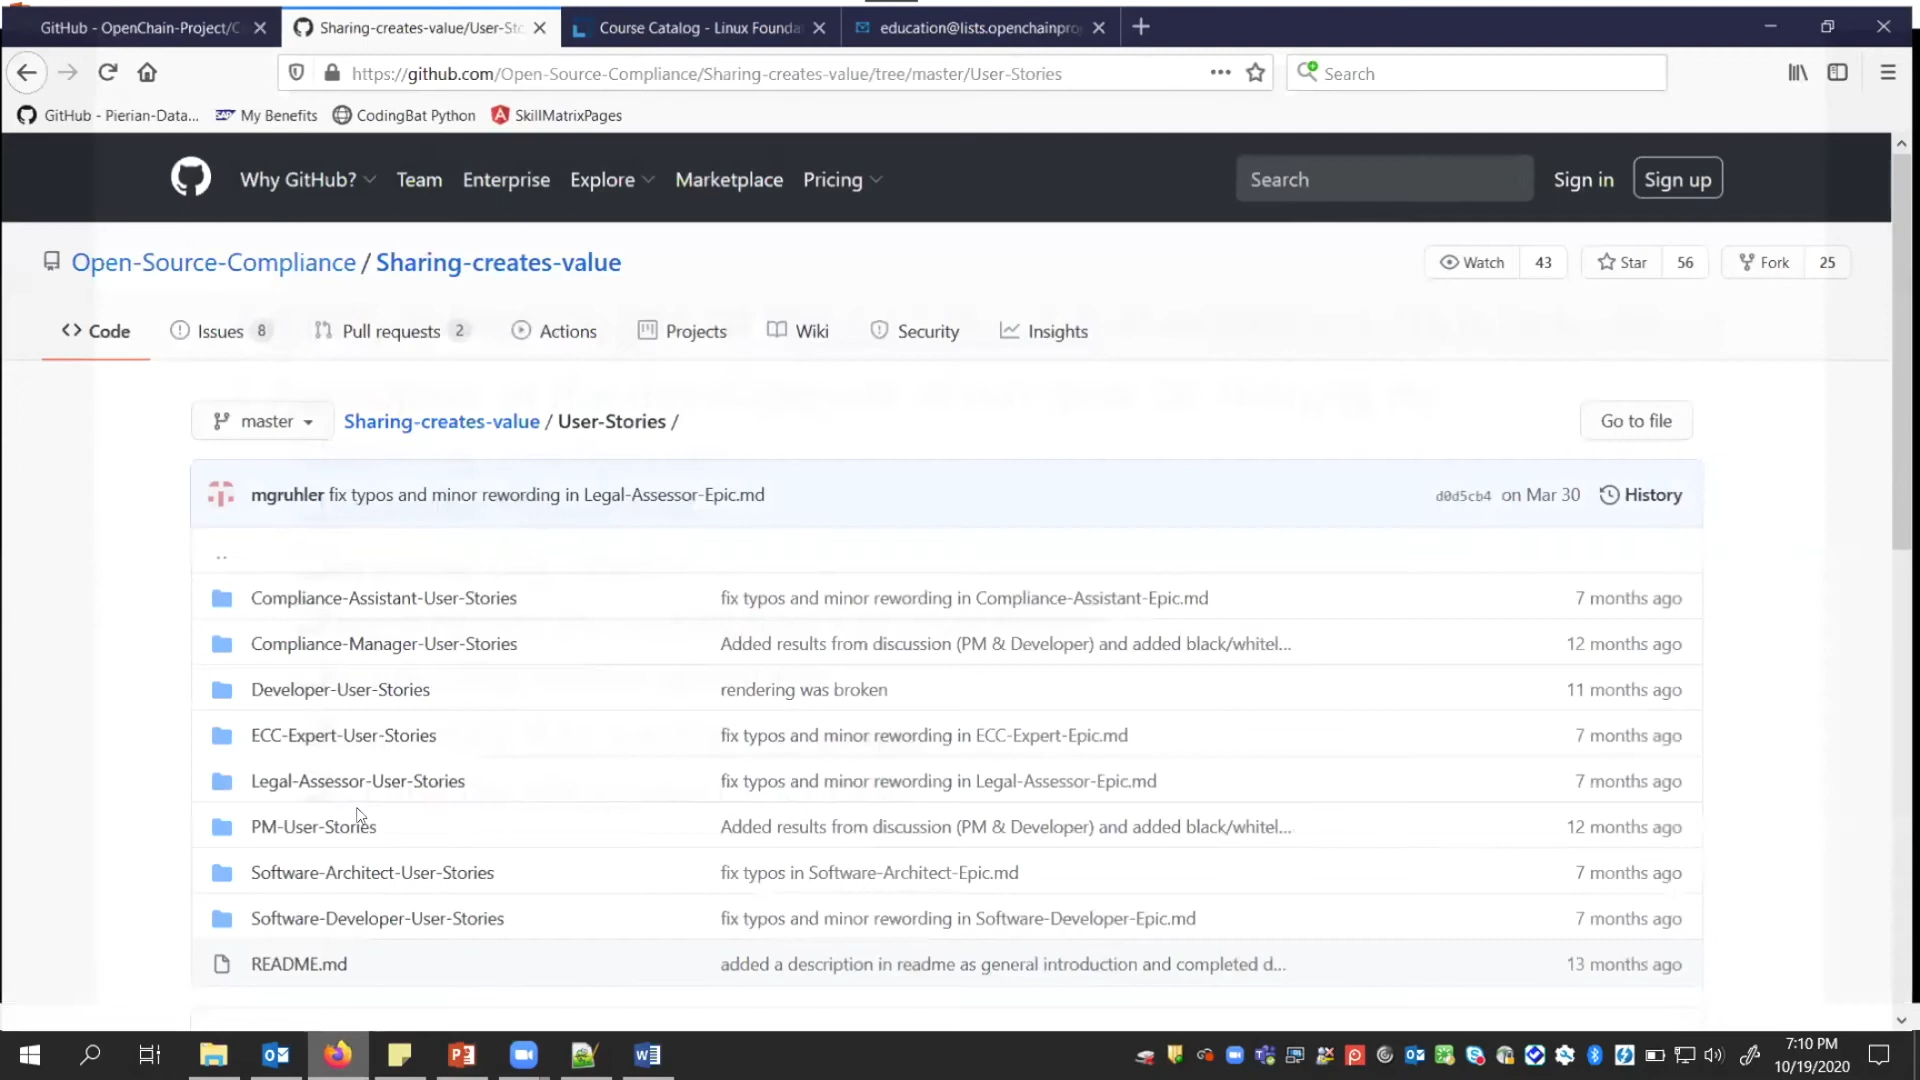 GitHub - OpenChain-Project/C
Sharing-creates-value/User-Sto
Course Catalog - Linux Founda
education@lists.openchainpro
https://github.com/Open-Source-Compliance/Sharing-creates-value/tree/master/User-Stories
Search
GitHub - Pierian-Data...
SAP My Benefits
CodingBat Python
SkillMatrixPages
Why GitHub?
Team
Enterprise
Explore
Marketplace
Pricing
Search
Sign in
Sign up
Open-Source-Compliance / Sharing-creates-value
Watch 43
Star 56
Fork 25
Code
Issues 8
Pull requests 2
Actions
Projects
Wiki
Security
Insights
master
Sharing-creates-value / User-Stories /
Go to file
mgruhler fix typos and minor rewording in Legal-Assessor-Epic.md
d0d5cb4 on Mar 30
History
..
Compliance-Assistant-User-Stories fix typos and minor rewording in Compliance-Assistant-Epic.md 7 months ago
Compliance-Manager-User-Stories Added results from discussion (PM & Developer) and added black/whitel... 12 months ago
Developer-User-Stories rendering was broken 11 months ago
ECC-Expert-User-Stories fix typos and minor rewording in ECC-Expert-Epic.md 7 months ago
Legal-Assessor-User-Stories fix typos and minor rewording in Legal-Assessor-Epic.md 7 months ago
PM-User-Stories Added results from discussion (PM & Developer) and added black/whitel... 12 months ago
Software-Architect-User-Stories fix typos in Software-Architect-Epic.md 7 months ago
Software-Developer-User-Stories fix typos and minor rewording in Software-Developer-Epic.md 7 months ago
README.md added a description in readme as general introduction and completed d... 13 months ago
7:10 PM
10/19/2020